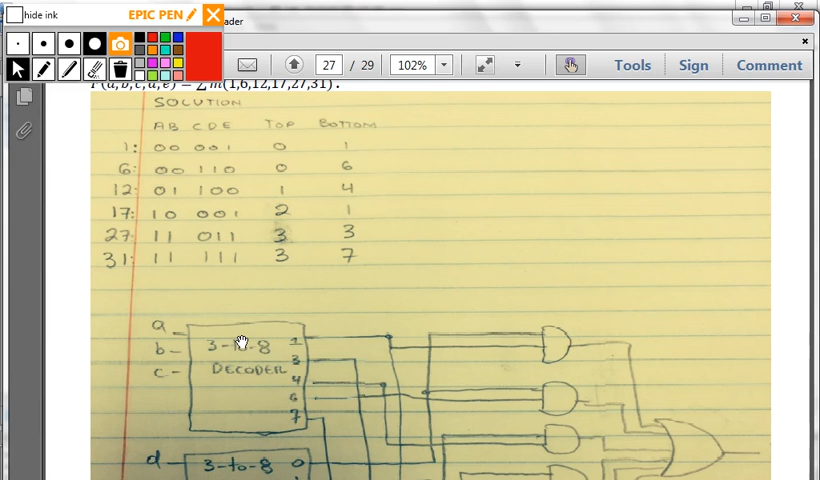 hide ink EPIC PEN
ader
27 / 29 102% Tools Sign Comment
F(a,b,c,d,e) = ∑m(1,6,12,17,27,31).
SOLUTION
AB CDE TOP BOTTOM
1: 00 001 0 1
6: 00 110 0 6
12: 01 100 1 4
17: 10 001 2 1
27: 11 011 3 3
31: 11 111 3 7
a
3-to-8 1
b
DECODER 3
c
4
6
7
d 3-to-8 0